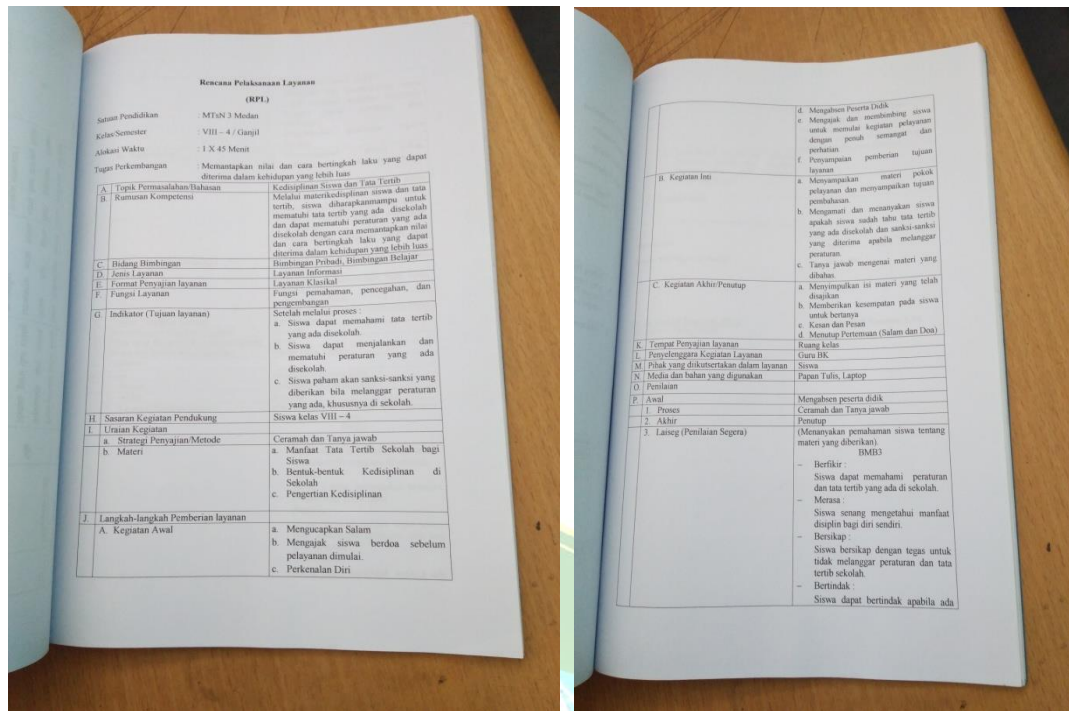 Rencana Pelaksanaan Layanan
(RPL)
Satuan Pendidikan : MTsN 3 Medan
Kelas/Semester : VIII – 4 / Ganjil
Alokasi Waktu : 1 X 45 Menit
Tugas Perkembangan : Memantapkan nilai dan cara bertingkah laku yang dapat
diterima dalam kehidupan yang lebih luas
A. Topik Permasalahan/Bahasan Kedisiplinan Siswa dan Tata Tertib
B. Rumusan Kompetensi Melalui materikedisplinan siswa dan tata
tertib, siswa diharapkanmampu untuk
mematuhi tata tertib yang ada disekolah
dan dapat mematuhi peraturan yang ada
disekolah dengan cara memantapkan nilai
dan cara bertingkah laku yang dapat
diterima dalam kehidupan yang lebih luas
C. Bidang Bimbingan Bimbingan Pribadi, Bimbingan Belajar
D. Jenis Layanan Layanan Informasi
E. Format Penyajian layanan Layanan Klasikal
F. Fungsi Layanan Fungsi pemahaman, pencegahan, dan
pengembangan
G. Indikator (Tujuan layanan) Setelah melalui proses :
a. Siswa dapat memahami tata tertib
yang ada disekolah.
b. Siswa dapat menjalankan dan
mematuhi peraturan yang ada
disekolah.
c. Siswa paham akan sanksi-sanksi yang
diberikan bila melanggar peraturan
yang ada, khususnya di sekolah.
H. Sasaran Kegiatan Pendukung Siswa kelas VIII – 4
I. Uraian Kegiatan
a. Strategi Penyajian/Metode Ceramah dan Tanya jawab
b. Materi a. Manfaat Tata Tertib Sekolah bagi
Siswa
b. Bentuk-bentuk Kedisiplinan di
Sekolah
c. Pengertian Kedisiplinan
J. Langkah-langkah Pemberian layanan
A. Kegiatan Awal a. Mengucapkan Salam
b. Mengajak siswa berdoa sebelum
pelayanan dimulai.
c. Perkenalan Diri
d. Mengabsen Peserta Didik
e. Mengajak dan membimbing siswa
untuk memulai kegiatan pelayanan
dengan penuh semangat dan
perhatian.
f. Penyampaian pemberian tujuan
layanan
B. Kegiatan Inti a. Menyampaikan materi pokok
pelayanan dan menyampaikan tujuan
pembahasan.
b. Mengamati dan menanyakan siswa
apakah siswa sudah tahu tata tertib
yang ada disekolah dan sanksi-sanksi
yang diterima apabila melanggar
peraturan.
c. Tanya jawab mengenai materi yang
dibahas.
C. Kegiatan Akhir/Penutup a. Menyimpulkan isi materi yang telah
disajikan
b. Memberikan kesempatan pada siswa
untuk bertanya
c. Kesan dan Pesan
d. Menutup Pertemuan (Salam dan Doa)
K. Tempat Penyajian layanan Ruang kelas
L. Penyelenggara Kegiatan Layanan Guru BK
M. Pihak yang diikutsertakan dalam layanan Siswa
N. Media dan bahan yang digunakan Papan Tulis, Laptop
O. Penilaian
P. Awal Mengabsen peserta didik
1. Proses Ceramah dan Tanya jawab
2. Akhir Penutup
3. Laiseg (Penilaian Segera) (Menanyakan pemahaman siswa tentang
materi yang diberikan).
BMB3
– Berfikir :
Siswa dapat memahami peraturan
dan tata tertib yang ada di sekolah.
– Merasa :
Siswa senang mengetahui manfaat
disiplin bagi diri sendiri.
– Bersikap :
Siswa bersikap dengan tegas untuk
tidak melanggar peraturan dan tata
tertib sekolah.
– Bertindak :
Siswa dapat bertindak apabila ada